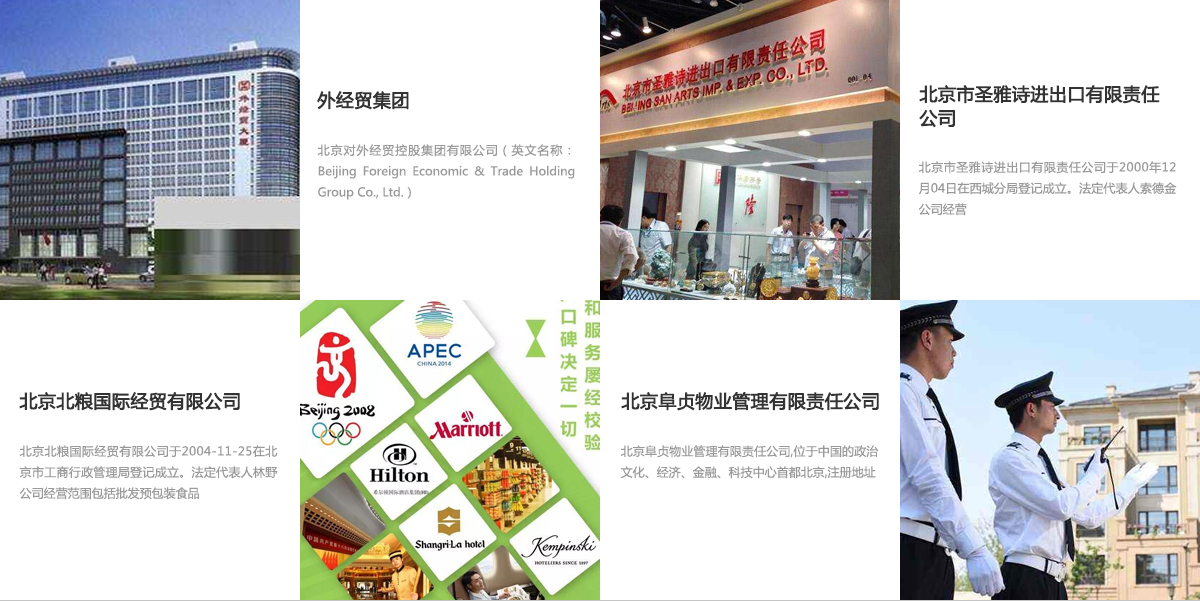 外经贸大厦
外经贸集团
北京对外经贸控股集团有限公司（英文名称：
Beijing Foreign Economic & Trade Holding
Group Co., Ltd.）
北京市圣雅诗进出口有限责任公司
BEIJING SAN ARTS IMP. & EXP. CO., LTD.
隆
北京市圣雅诗进出口有限责任
公司
北京市圣雅诗进出口有限责任公司于2000年12
月04日在西城分局登记成立。法定代表人索德金
公司经营
北京北粮国际经贸有限公司
北京北粮国际经贸有限公司于2004-11-25在北
京市工商行政管理局登记成立。法定代表人林野
公司经营范围包括批发预包装食品
和服务屡经校验
口碑决定一切
APEC
CHINA 2014
Beijing 2008
Marriott
Hilton
Shangri-La hotel
Kempinski
HOTELIERS SINCE 1897
北京阜贞物业管理有限责任公司
北京阜贞物业管理有限责任公司,位于中国的政治
文化、经济、金融、科技中心首都北京,注册地址